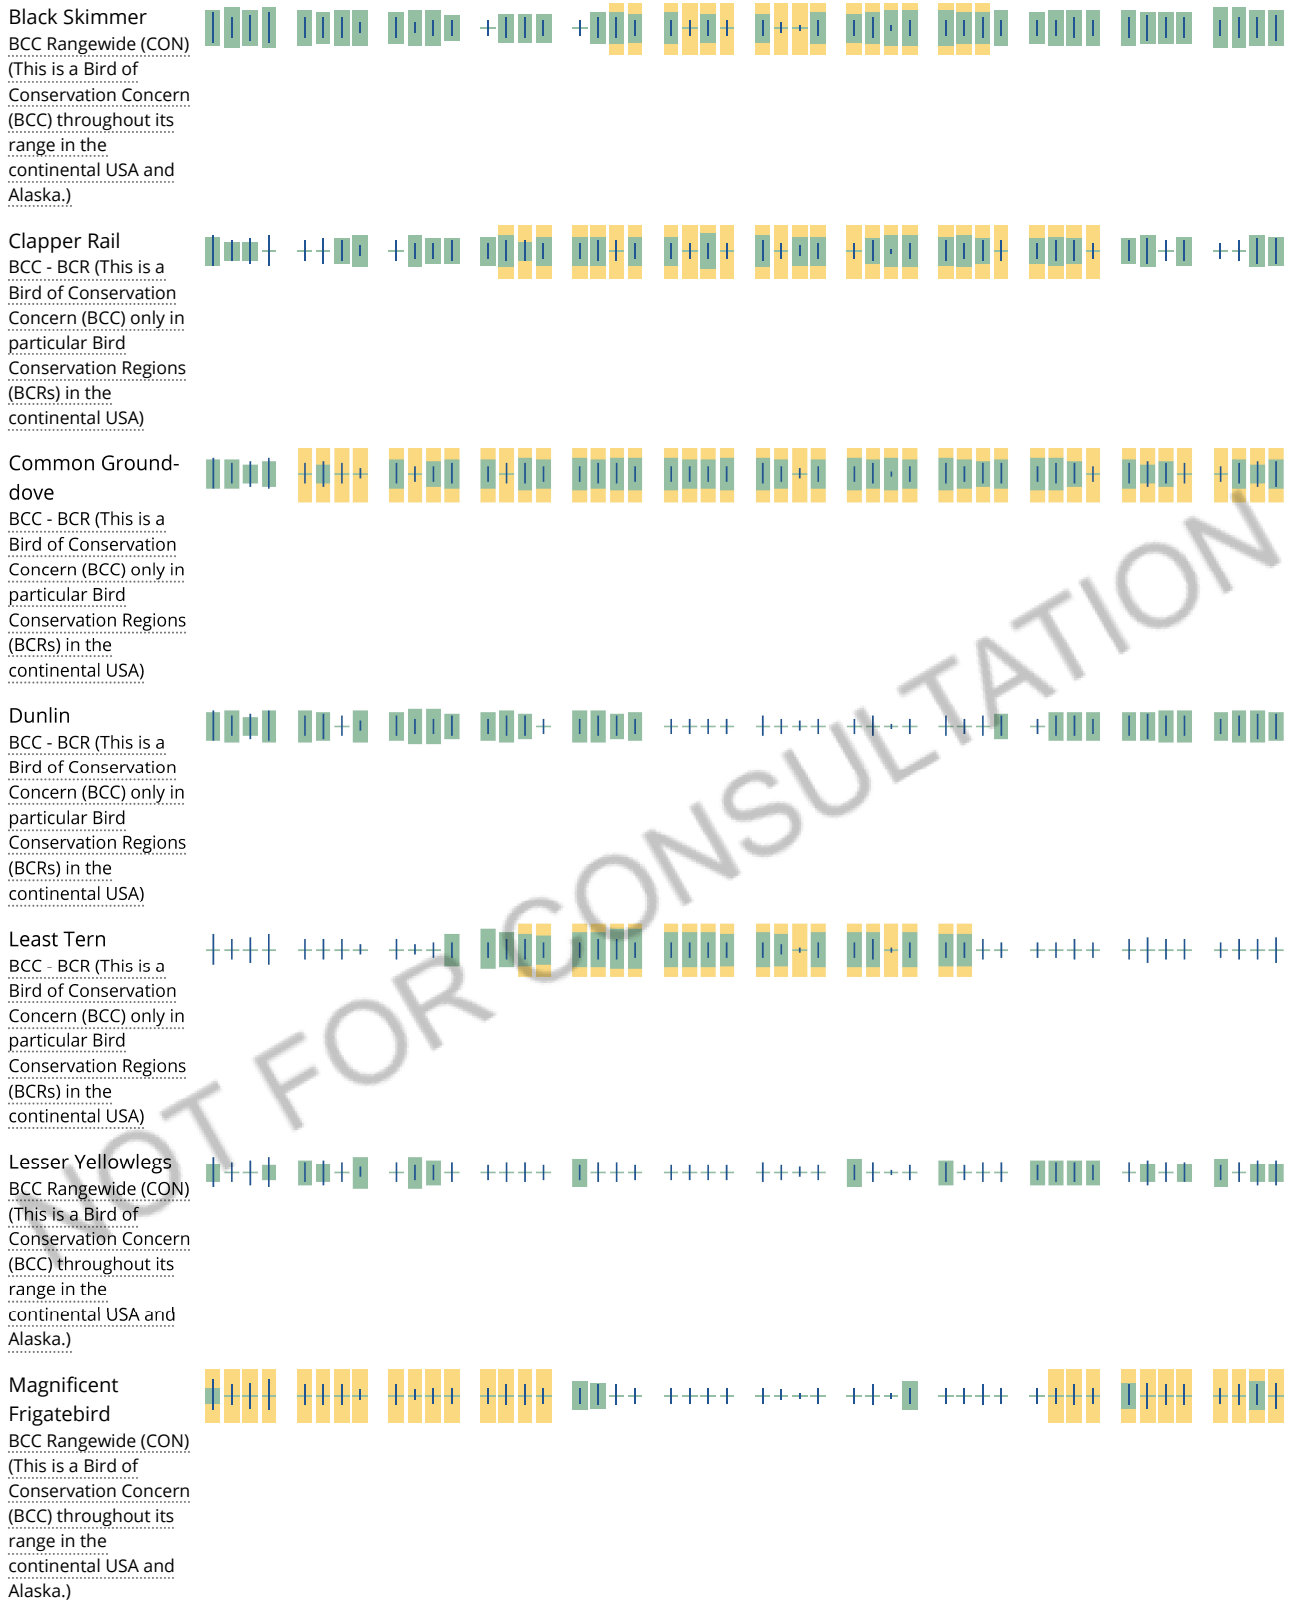 Black Skimmer
BCC Rangewide (CON)
(This is a Bird of
Conservation Concern
(BCC) throughout its
range in the
continental USA and
Alaska.)
Clapper Rail
BCC - BCR (This is a
Bird of Conservation
Concern (BCC) only in
particular Bird
Conservation Regions
(BCRs) in the
continental USA)
Common Ground-
dove
BCC - BCR (This is a
Bird of Conservation
Concern (BCC) only in
particular Bird
Conservation Regions
(BCRs) in the
continental USA)
Dunlin
BCC - BCR (This is a
Bird of Conservation
Concern (BCC) only in
particular Bird
Conservation Regions
(BCRs) in the
continental USA)
Least Tern
BCC - BCR (This is a
Bird of Conservation
Concern (BCC) only in
particular Bird
Conservation Regions
(BCRs) in the
continental USA)
Lesser Yellowlegs
BCC Rangewide (CON)
(This is a Bird of
Conservation Concern
(BCC) throughout its
range in the
continental USA and
Alaska.)
Magnificent
Frigatebird
BCC Rangewide (CON)
(This is a Bird of
Conservation Concern
(BCC) throughout its
range in the
continental USA and
Alaska.)
NOT FOR CONSULTATION